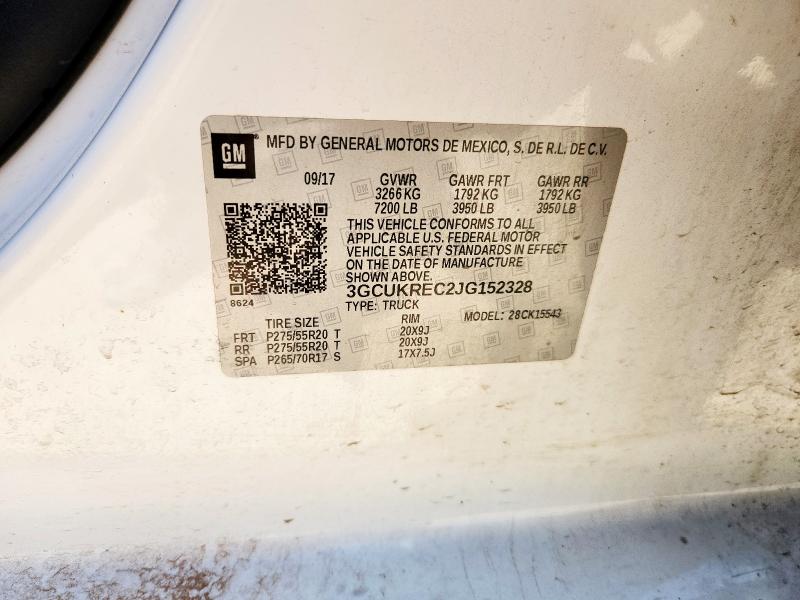 GM ® MFD BY GENERAL MOTORS DE MEXICO, S. DE R.L. DE C.V.
09/17 GVWR GAWR FRT GAWR RR
3266 KG 1792 KG 1792 KG
7200 LB 3950 LB 3950 LB
THIS VEHICLE CONFORMS TO ALL
APPLICABLE U.S. FEDERAL MOTOR
VEHICLE SAFETY STANDARDS IN EFFECT
ON THE DATE OF MANUFACTURE
SHOWN ABOVE.
8624 3GCUKREC2JG152328
TYPE: TRUCK MODEL: 28CK15543
TIRE SIZE RIM
FRT P275/55R20 T 20X9J
RR P275/55R20 T 20X9J
SPA P265/70R17 S 17X7.5J